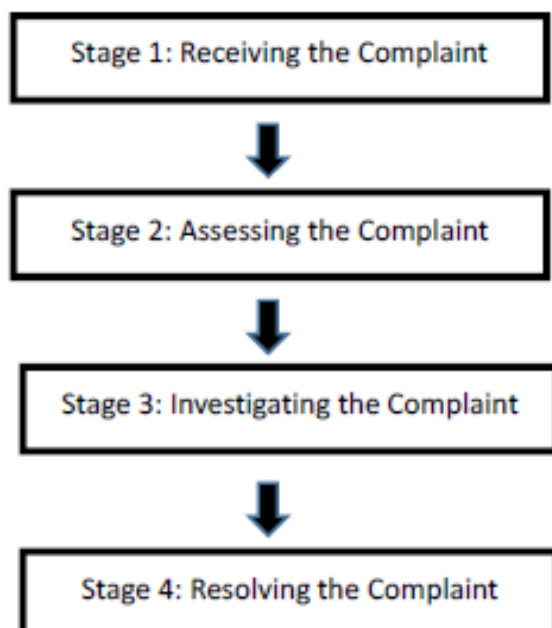 Stage 1: Receiving the Complaint
Stage 2: Assessing the Complaint
Stage 3: Investigating the Complaint
Stage 4: Resolving the Complaint